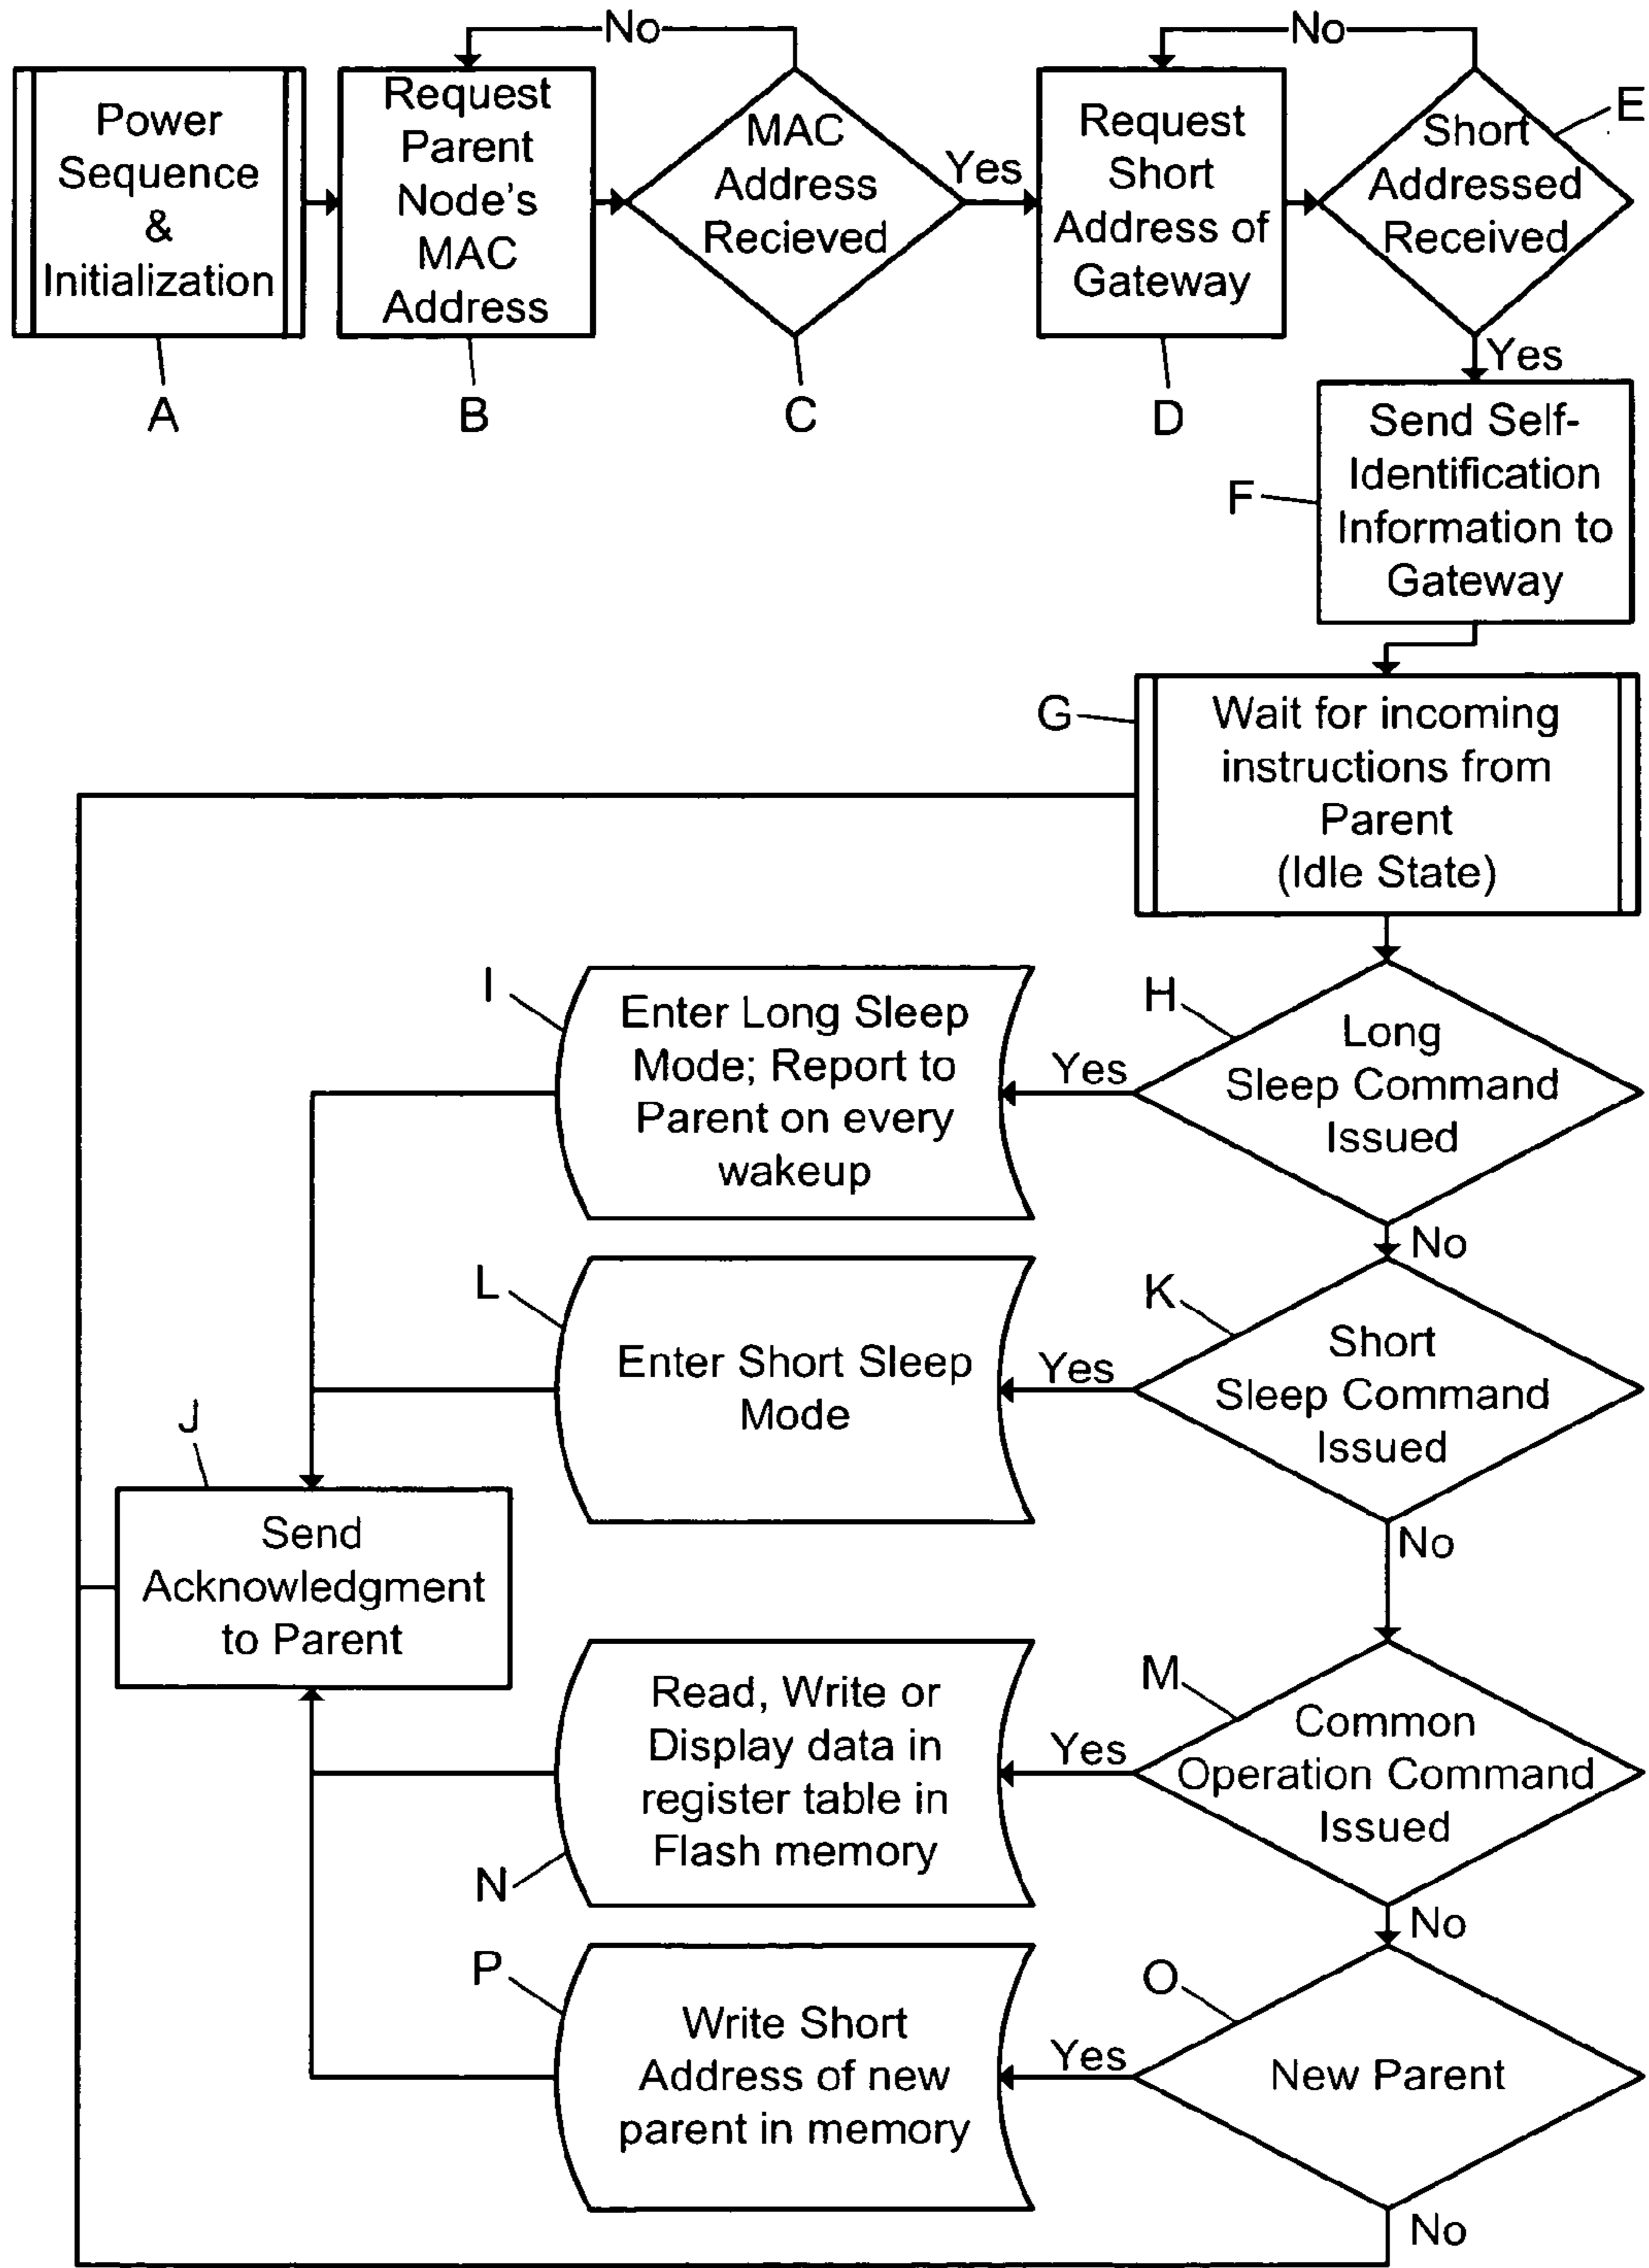 No
No
Power
Sequence
&
Initialization
Request
Parent
Node's
MAC
Address
MAC
Address
Recieved
Yes
Request
Short
Address of
Gateway
Short
Addressed
Received
E
A
B
C
D
Yes
Send Self-
Identification
Information to
Gateway
F
G
Wait for incoming
instructions from
Parent
(Idle State)
I
Enter Long Sleep
Mode; Report to
Parent on every
wakeup
Yes
H
Long
Sleep Command
Issued
No
L
Enter Short Sleep
Mode
Yes
K
Short
Sleep Command
Issued
No
J
Send
Acknowledgment
to Parent
Read, Write or
Display data in
register table in
Flash memory
N
Yes
M
Common
Operation Command
Issued
No
P
Write Short
Address of new
parent in memory
Yes
O
New Parent
No